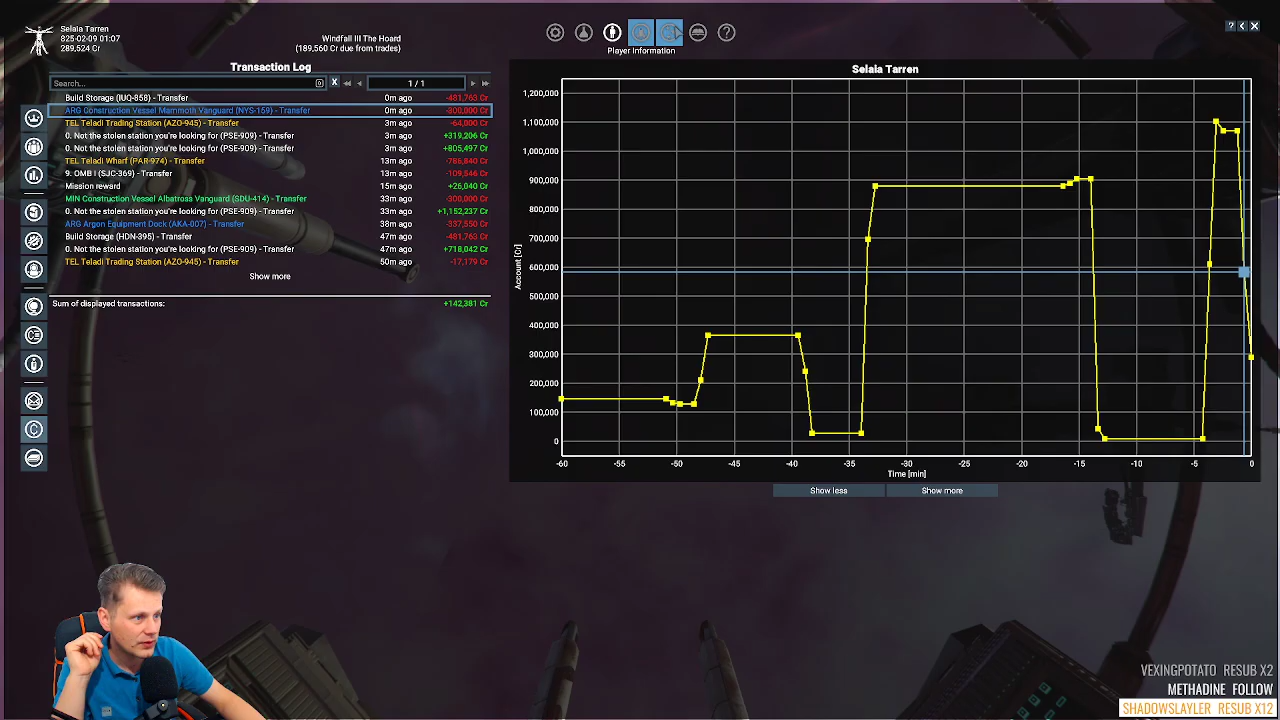 Selaia Tarren
825-02-09 01:07
289,524 Cr
Windfall III The Hoard
(189,560 Cr due from trades)
Player Information
Transaction Log
Search...
1 / 1
Build Storage (IUQ-858) - Transfer 0m ago -481,763 Cr
ARG Construction Vessel Mammoth Vanguard (NYS-159) - Transfer 0m ago -300,000 Cr
TEL Teladi Trading Station (AZO-945) - Transfer 3m ago -64,000 Cr
0. Not the stolen station you're looking for (PSE-909) - Transfer 3m ago +319,206 Cr
0. Not the stolen station you're looking for (PSE-909) - Transfer 3m ago +805,497 Cr
TEL Teladi Wharf (PAR-974) - Transfer 13m ago -786,840 Cr
9. OMB I (SJC-369) - Transfer 13m ago -109,546 Cr
Mission reward 15m ago +26,040 Cr
MIN Construction Vessel Albatross Vanguard (SDU-414) - Transfer 33m ago -300,000 Cr
0. Not the stolen station you're looking for (PSE-909) - Transfer 33m ago +1,152,237 Cr
ARG Argon Equipment Dock (AKA-007) - Transfer 38m ago -337,550 Cr
Build Storage (HDN-395) - Transfer 47m ago -481,763 Cr
0. Not the stolen station you're looking for (PSE-909) - Transfer 47m ago +718,042 Cr
TEL Teladi Trading Station (AZO-945) - Transfer 50m ago -17,179 Cr
Show more
Sum of displayed transactions: +142,381 Cr
Selaia Tarren
1,200,000
1,100,000
1,000,000
900,000
800,000
700,000
600,000
500,000
400,000
300,000
200,000
100,000
0
Account [Cr]
-60 -55 -50 -45 -40 -35 -30 -25 -20 -15 -10 -5 0
Time [min]
Show less
Show more
VEXINGPOTATO RESUB X2
METHADINE FOLLOW
SHADOWSLAYLER RESUB X12